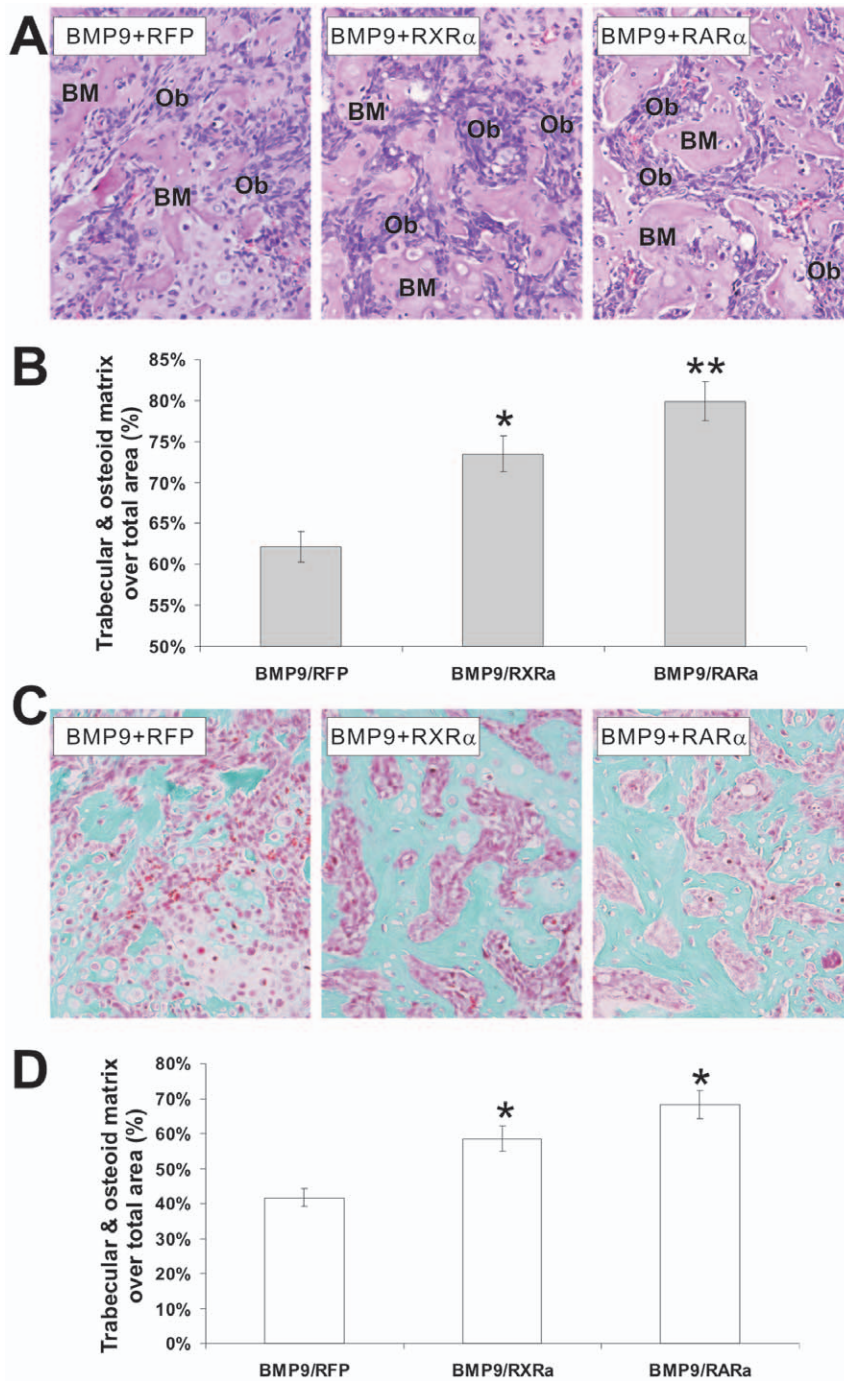 A
BMP9+RFP
BMP9+RXRα
BMP9+RARα
BM
Ob
BM
Ob
BM
Ob
Ob
Ob
BM
Ob
BM
Ob
BM
Ob
B
Trabecular & osteoid matrix
over total area (%)
85%
80%
75%
70%
65%
60%
55%
50%
*
**
BMP9/RFP
BMP9/RXRa
BMP9/RARa
C
BMP9+RFP
BMP9+RXRα
BMP9+RARα
D
Trabecular & osteoid matrix
over total area (%)
80%
70%
60%
50%
40%
30%
20%
10%
0%
*
*
BMP9/RFP
BMP9/RXRa
BMP9/RARa